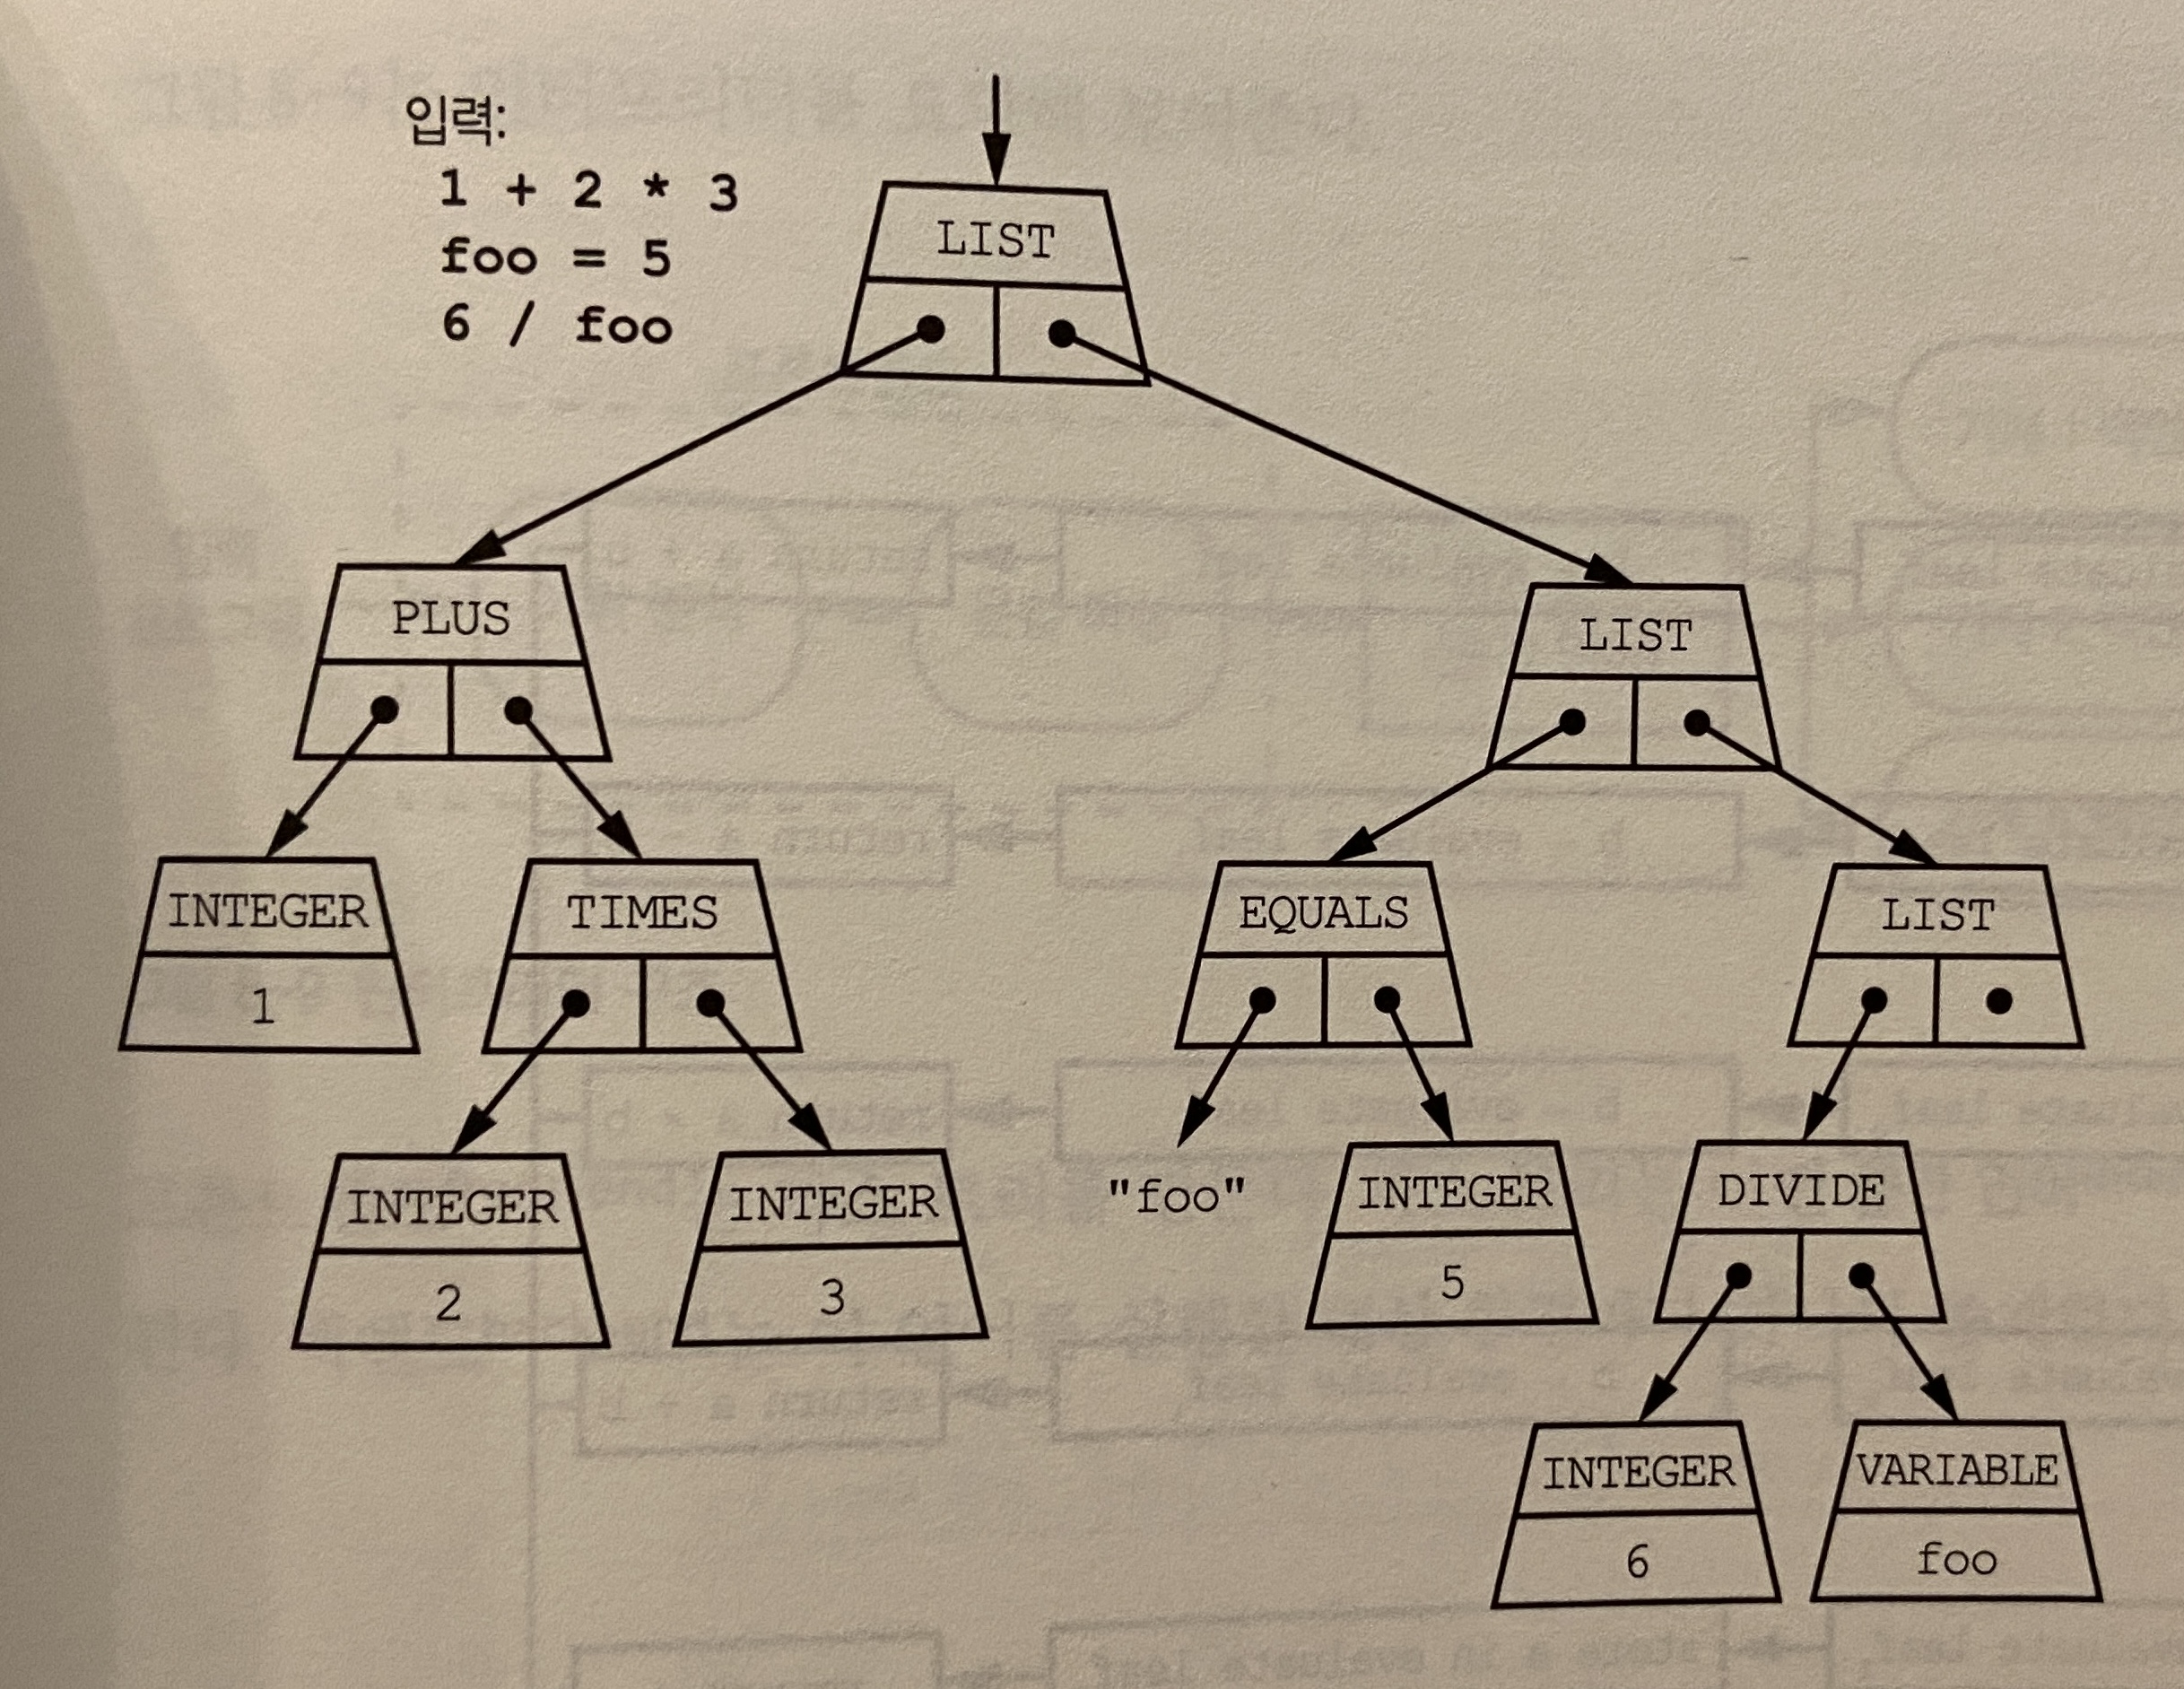 입력:
1 + 2 * 3
foo = 5
6 / foo
LIST
PLUS
LIST
INTEGER
1
TIMES
EQUALS
LIST
INTEGER
2
INTEGER
3
"foo"
INTEGER
5
DIVIDE
INTEGER
6
VARIABLE
foo